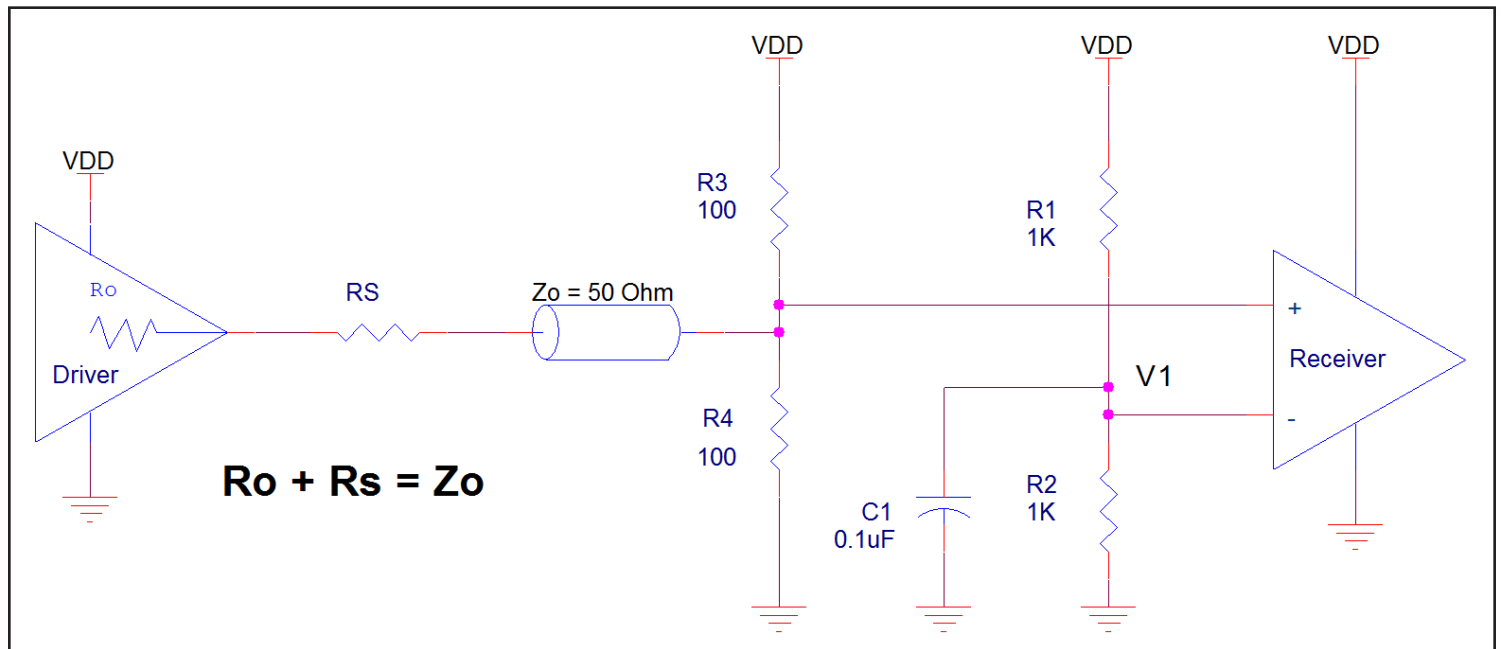 VDD
VDD
VDD
VDD
R3
100
R1
1K
Ro
RS
Zo = 50 Ohm
+
Driver
Receiver
V1
-
R4
100
Ro + Rs = Zo
R2
1K
C1
0.1uF